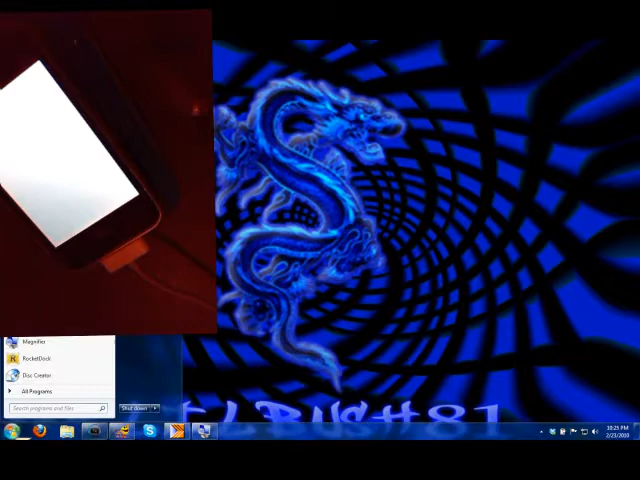 Magnifier
RocketDock
Disc Creator
All Programs
Search programs and files
Shut down
10:25 PM
2/23/2010